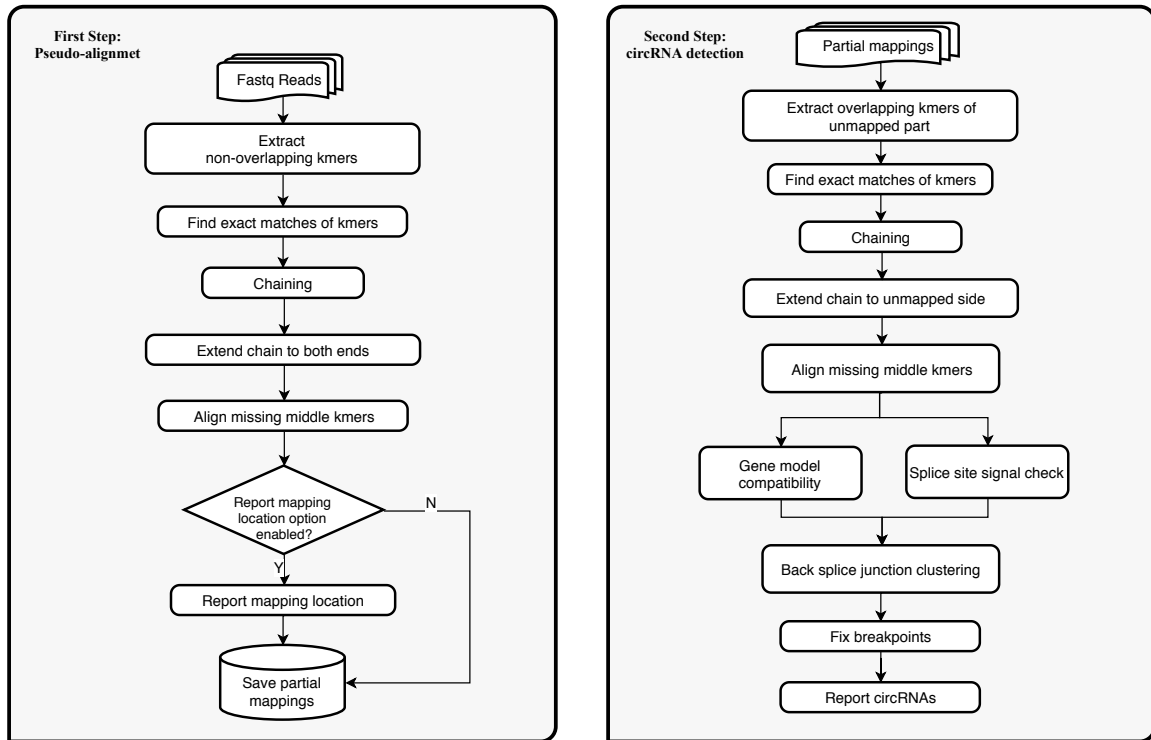 First Step:
Pseudo-alignmet
Fastq Reads
Extract
non-overlapping kmers
Find exact matches of kmers
Chaining
Extend chain to both ends
Align missing middle kmers
Report mapping
location option
enabled?
N
Y
Report mapping location
Save partial
mappings
Second Step:
circRNA detection
Partial mappings
Extract overlapping kmers of
unmapped part
Find exact matches of kmers
Chaining
Extend chain to unmapped side
Align missing middle kmers
Gene model
compatibility
Splice site signal check
Back splice junction clustering
Fix breakpoints
Report circRNAs